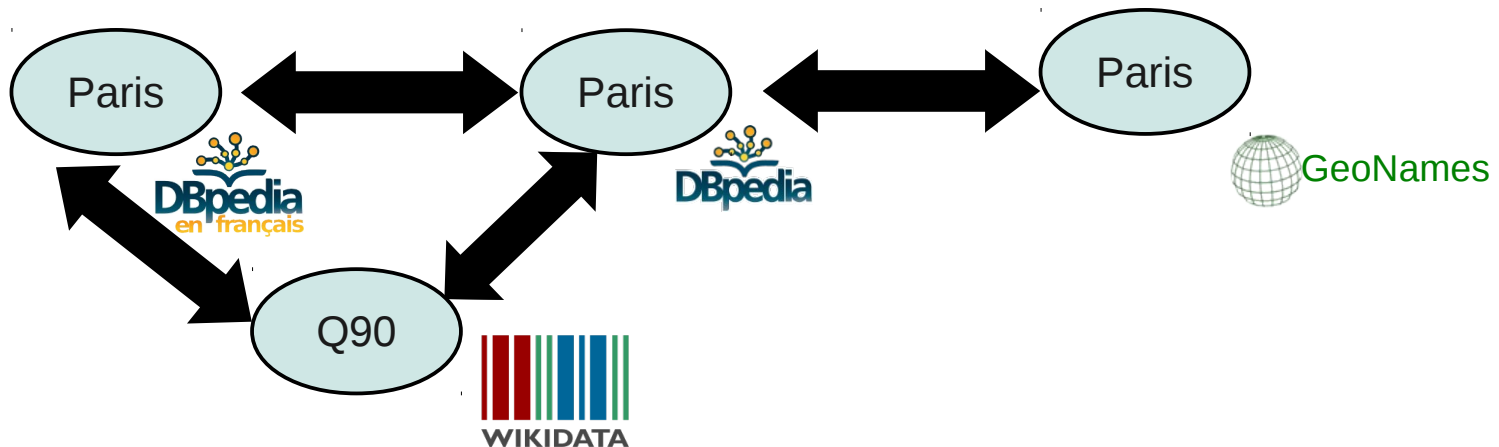 Paris
Paris
Paris
DBpedia
en français
DBpedia
GeoNames
Q90
WIKIDATA